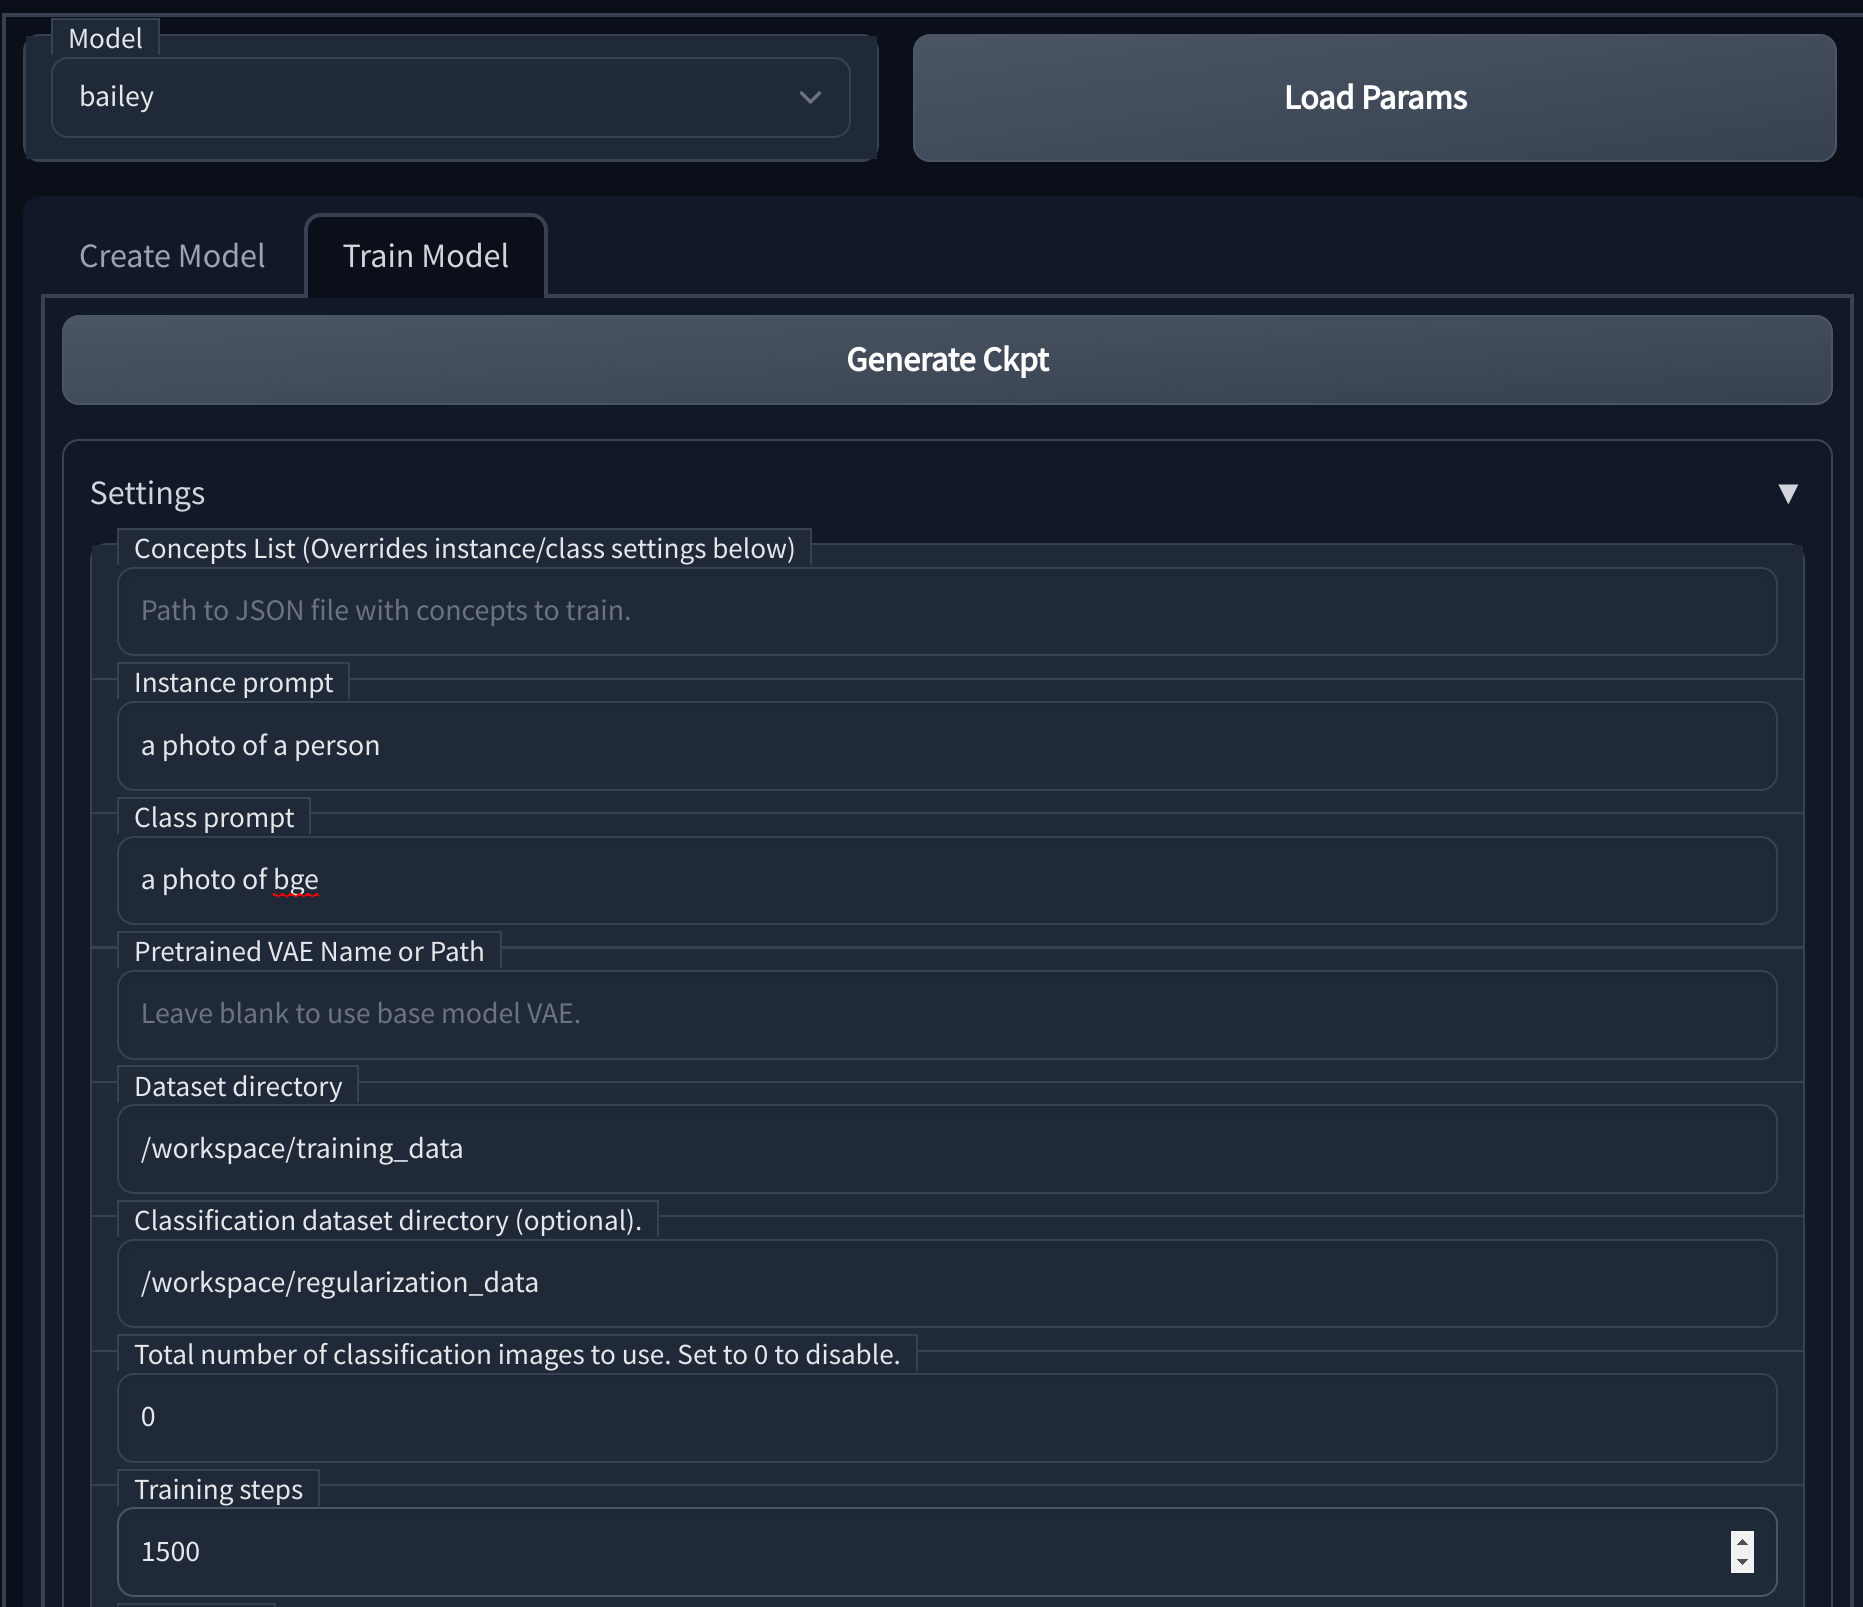 Model
bailey
Load Params
Create Model
Train Model
Generate Ckpt
Settings
▼
Concepts List (Overrides instance/class settings below)
Path to JSON file with concepts to train.
Instance prompt
a photo of a person
Class prompt
a photo of bge
Pretrained VAE Name or Path
Leave blank to use base model VAE.
Dataset directory
/workspace/training_data
Classification dataset directory (optional).
/workspace/regularization_data
Total number of classification images to use. Set to 0 to disable.
0
Training steps
1500